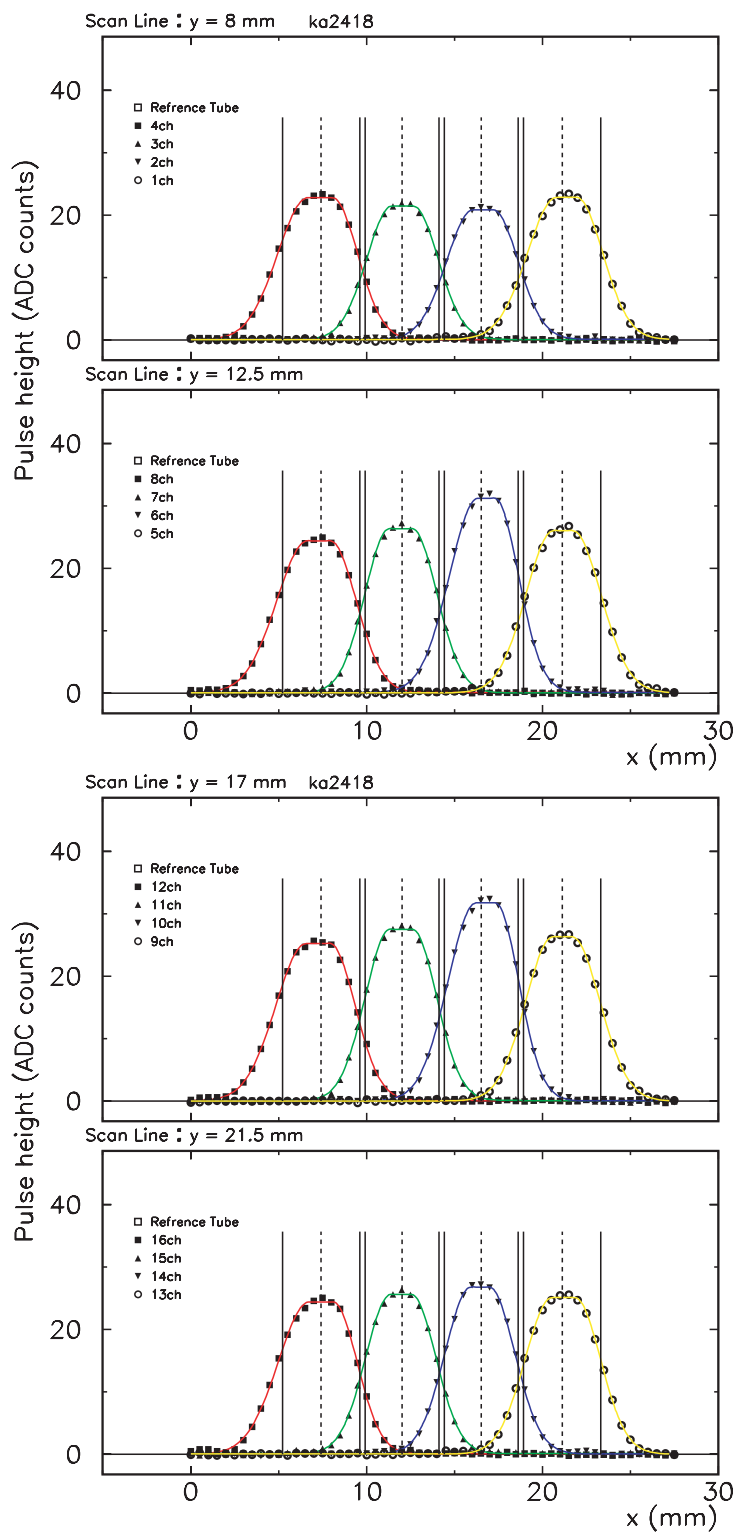 Scan Line : y = 8 mm ka2418
40
Refrence Tube
4ch
3ch
2ch
1ch
20
0
Pulse height (ADC counts)
Scan Line : y = 12.5 mm
40
Refrence Tube
8ch
7ch
6ch
5ch
20
0
0 10 20 30
x (mm)
Scan Line : y = 17 mm ka2418
40
Refrence Tube
12ch
11ch
10ch
9ch
20
0
Pulse height (ADC counts)
Scan Line : y = 21.5 mm
40
Refrence Tube
16ch
15ch
14ch
13ch
20
0
0 10 20 30
x (mm)